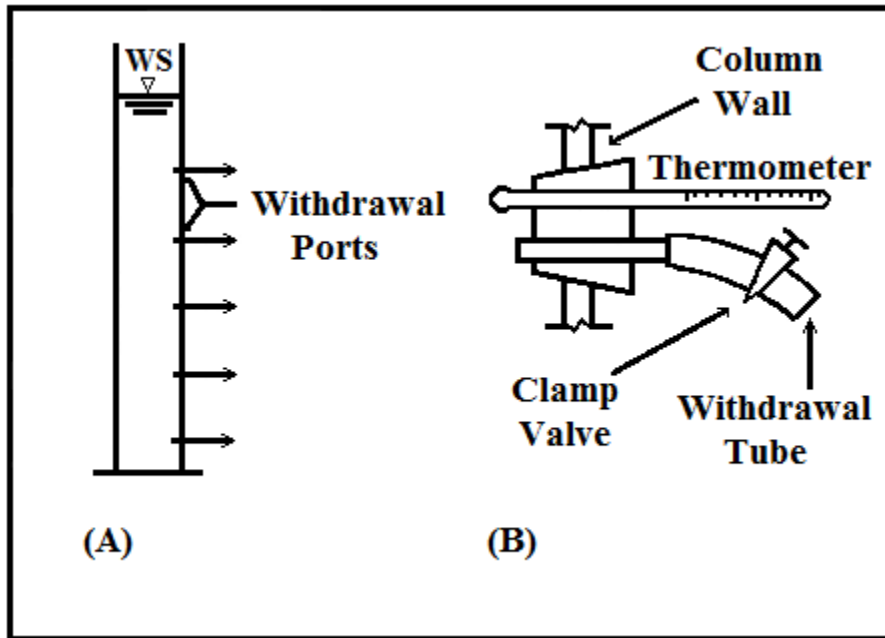 WS
Withdrawal
Ports
(A)
Column
Wall
Thermometer
Clamp
Valve
Withdrawal
Tube
(B)